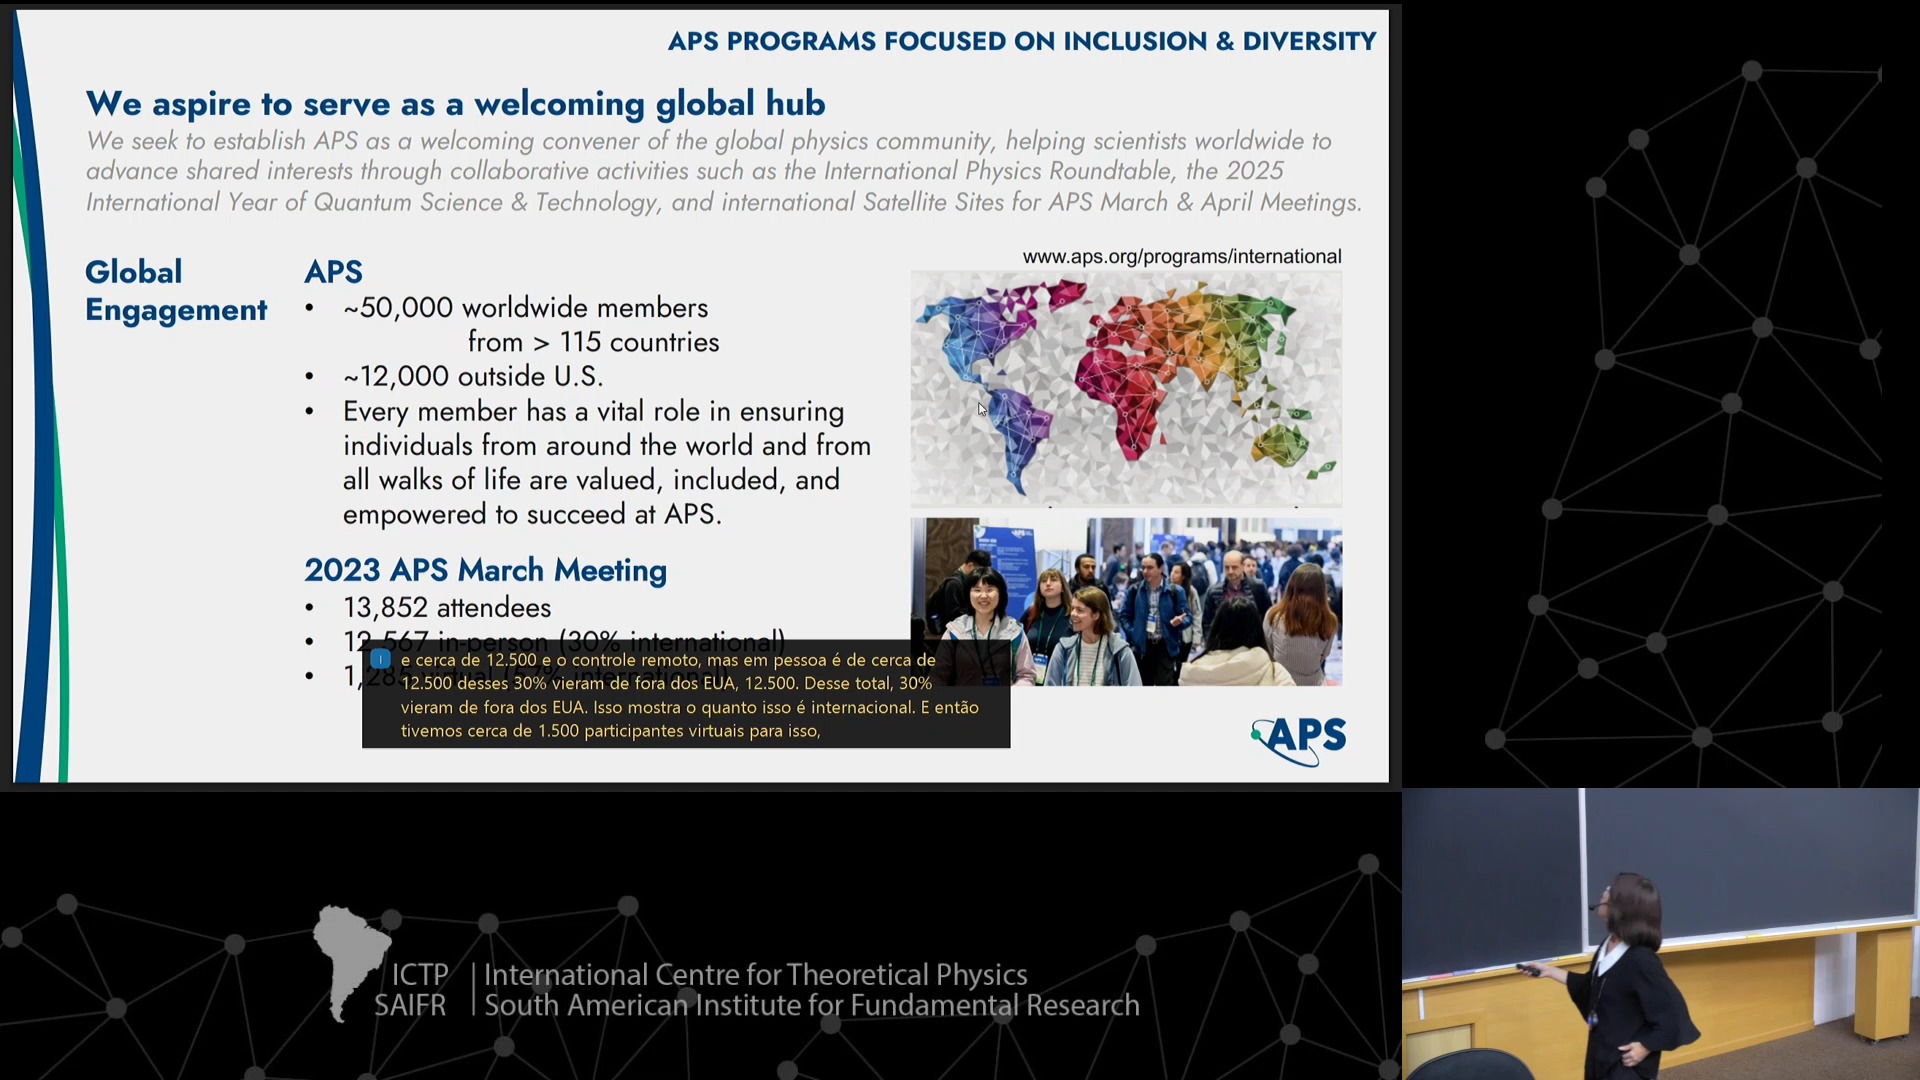 APS PROGRAMS FOCUSED ON INCLUSION & DIVERSITY
We aspire to serve as a welcoming global hub
We seek to establish APS as a welcoming convener of the global physics community, helping scientists worldwide to
advance shared interests through collaborative activities such as the International Physics Roundtable, the 2025
International Year of Quantum Science & Technology, and international Satellite Sites for APS March & April Meetings.
Global
Engagement
APS
• ~50,000 worldwide members
from > 115 countries
• ~12,000 outside U.S.
• Every member has a vital role in ensuring
individuals from around the world and from
all walks of life are valued, included, and
empowered to succeed at APS.
2023 APS March Meeting
• 13,852 attendees
• 12,567 in-person (30% international)
• 1,285
www.aps.org/programs/international
e cerca de 12.500 e o controle remoto, mas em pessoa é de cerca de
12.500 desses 30% vieram de fora dos EUA, 12.500. Desse total, 30%
vieram de fora dos EUA. Isso mostra o quanto isso é internacional. E então
tivemos cerca de 1.500 participantes virtuais para isso,
APS
ICTP | International Centre for Theoretical Physics
SAIFR | South American Institute for Fundamental Research